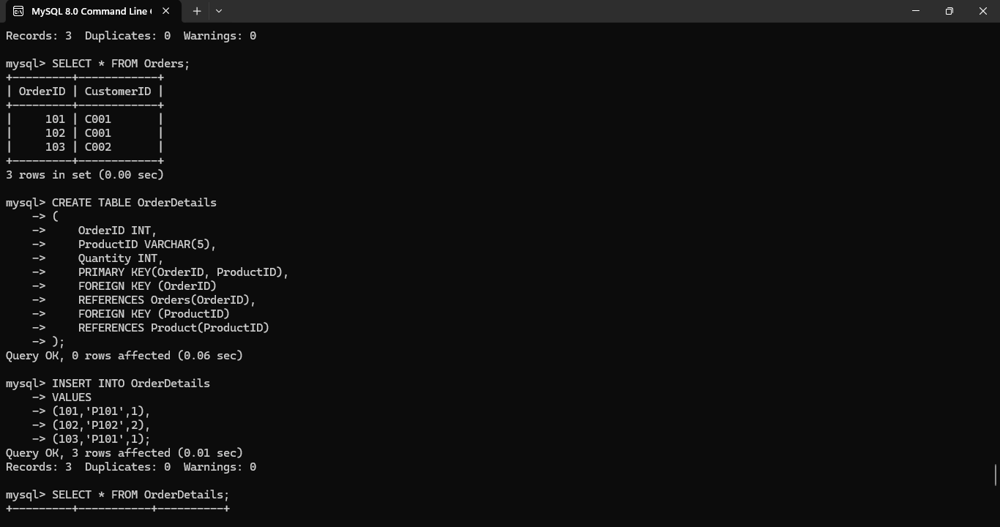 MySQL 8.0 Command Line
Records: 3  Duplicates: 0  Warnings: 0

mysql> SELECT * FROM Orders;
+---------+------------+
| OrderID | CustomerID |
+---------+------------+
|     101 | C001       |
|     102 | C001       |
|     103 | C002       |
+---------+------------+
3 rows in set (0.00 sec)

mysql> CREATE TABLE OrderDetails
    -> (
    ->     OrderID INT,
    ->     ProductID VARCHAR(5),
    ->     Quantity INT,
    ->     PRIMARY KEY(OrderID, ProductID),
    ->     FOREIGN KEY (OrderID)
    ->     REFERENCES Orders(OrderID),
    ->     FOREIGN KEY (ProductID)
    ->     REFERENCES Product(ProductID)
    -> );
Query OK, 0 rows affected (0.06 sec)

mysql> INSERT INTO OrderDetails
    -> VALUES
    -> (101,'P101',1),
    -> (102,'P102',2),
    -> (103,'P101',1);
Query OK, 3 rows affected (0.01 sec)
Records: 3  Duplicates: 0  Warnings: 0

mysql> SELECT * FROM OrderDetails;
+---------+-----------+----------+